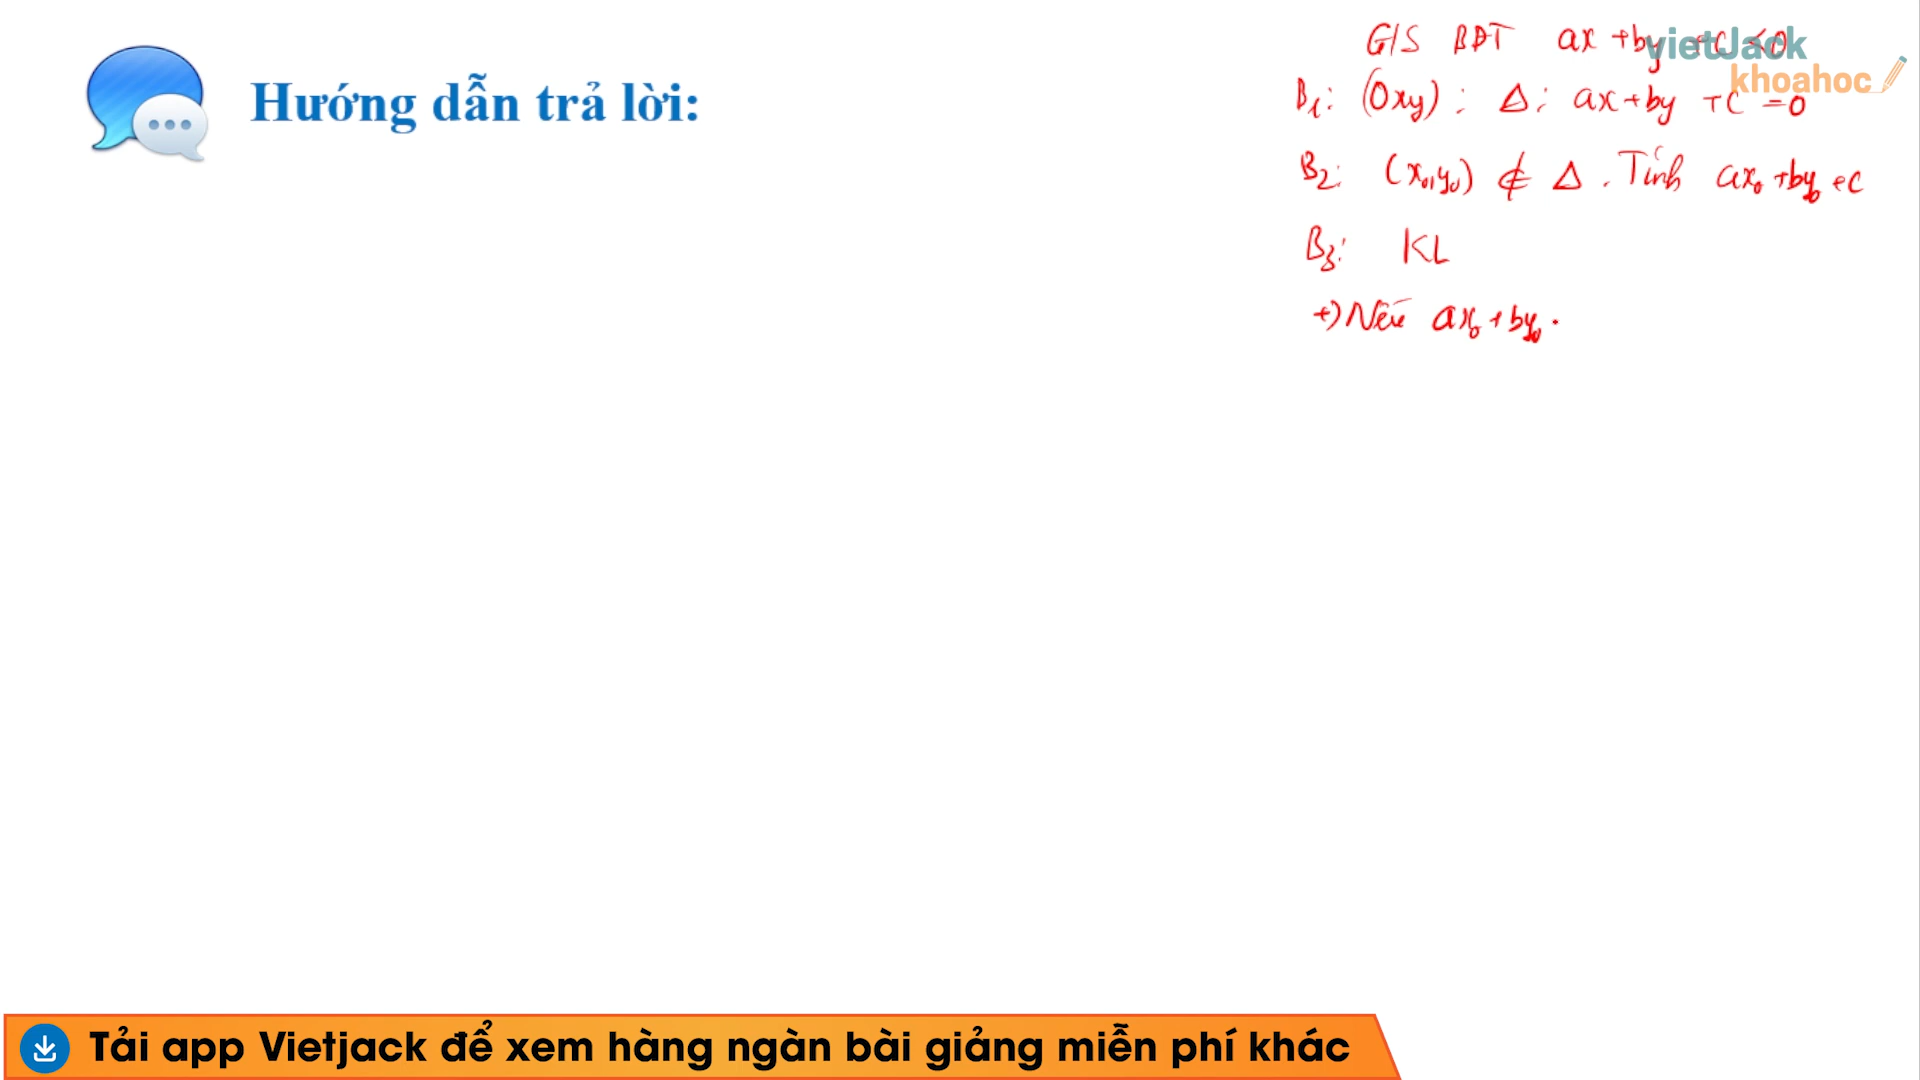 Hướng dẫn trả lời:
G/S BĐT ax + by + c < 0
vietJack
khoahoc
B1: (Oxy) : Δ: ax + by + c = 0
B2: (x0, y0) ∉ Δ. Tính ax0 + by0 + c
B3: KL
+) Nếu ax0 + by0 .
Tải app Vietjack để xem hàng ngàn bài giảng miễn phí khác